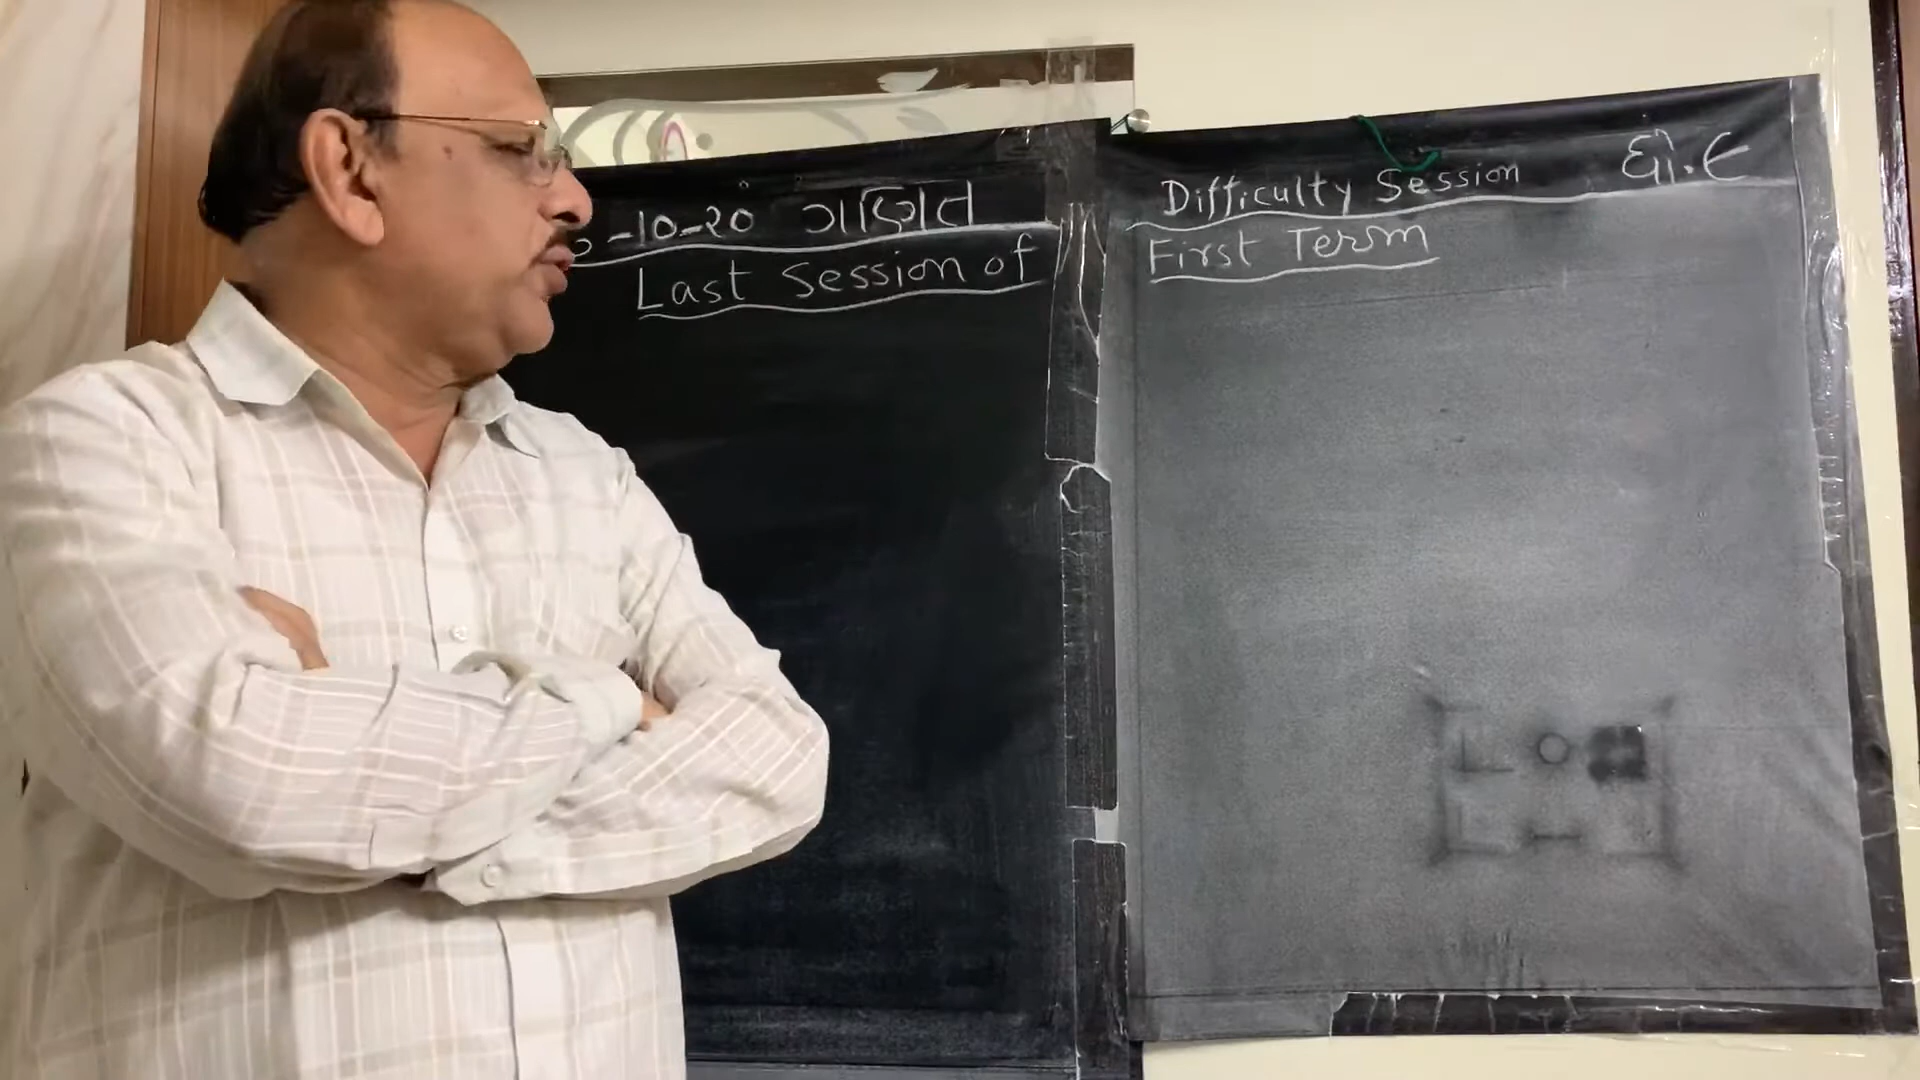 -10-20 ગણિત Difficulty Session ધો. ૯
Last Session of First Term